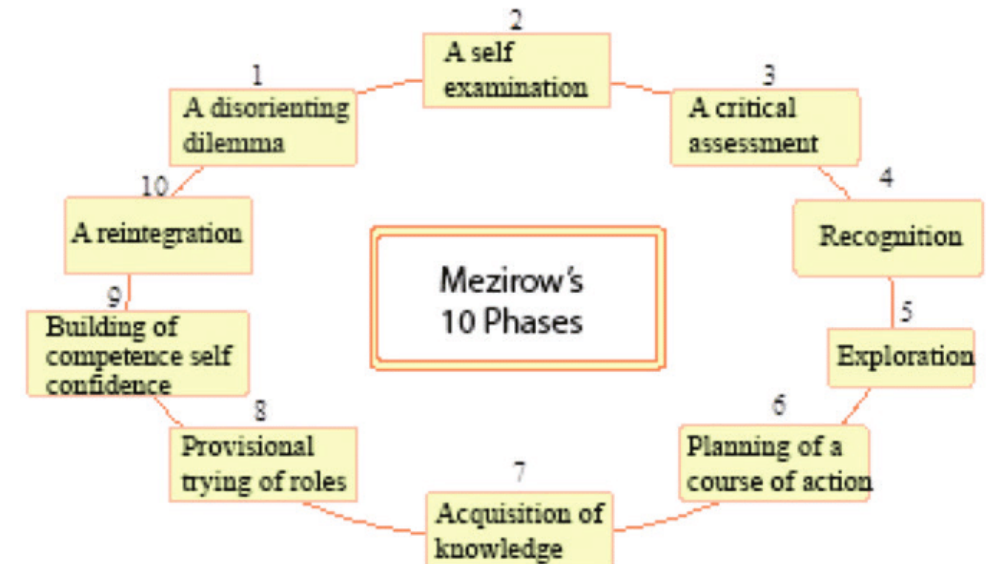 1
A disorienting
dilemma
2
A self
examination
3
A critical
assessment
4
Recognition
5
Exploration
6
Planning of a
course of action
7
Acquisition of
knowledge
8
Provisional
trying of roles
9
Building of
competence self
confidence
10
A reintegration
Mezirow's
10 Phases